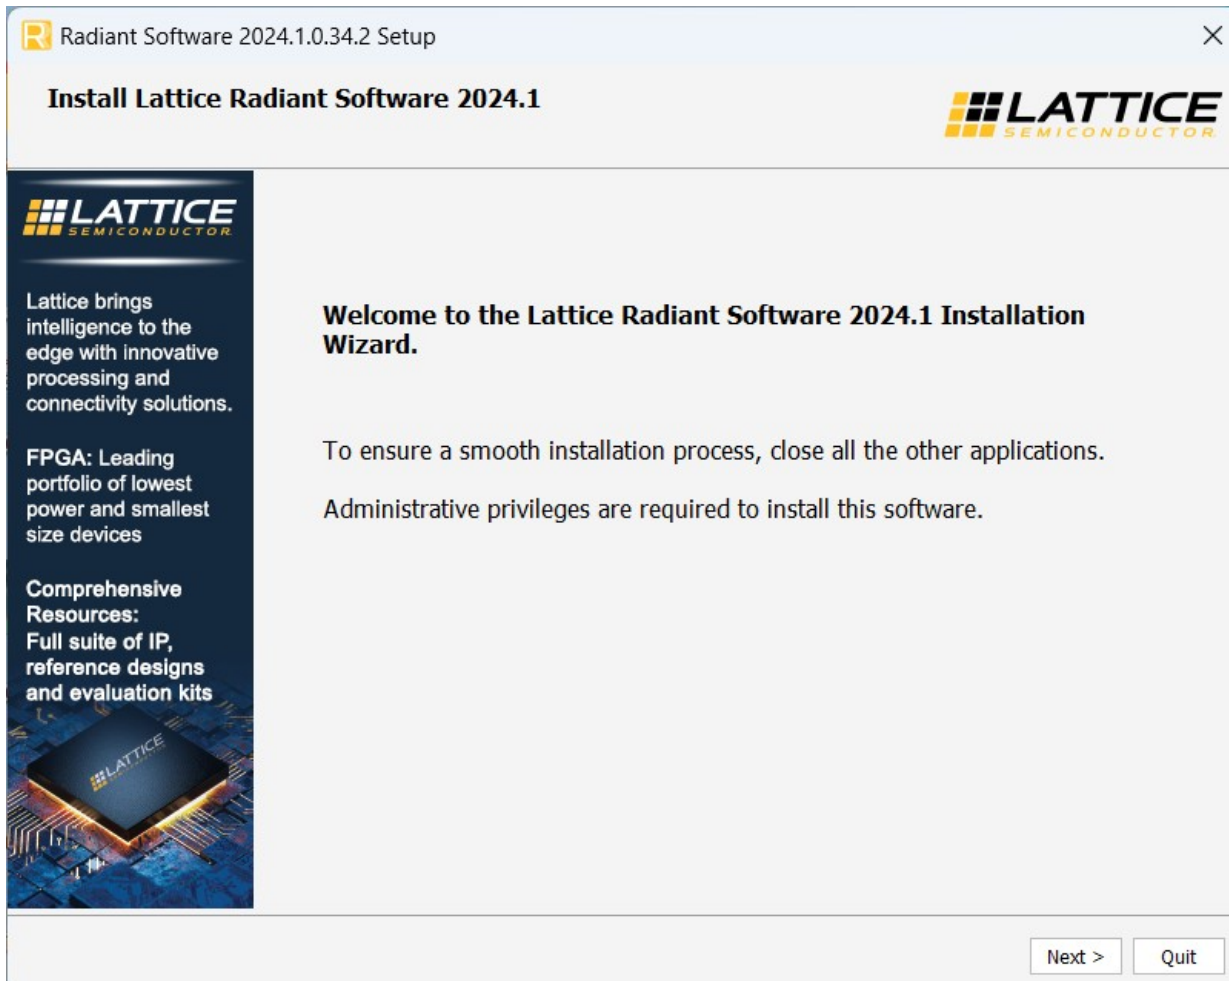 Radiant Software 2024.1.0.34.2 Setup
Install Lattice Radiant Software 2024.1
LATTICE
SEMICONDUCTOR
LATTICE
SEMICONDUCTOR
Lattice brings
intelligence to the
edge with innovative
processing and
connectivity solutions.
FPGA: Leading
portfolio of lowest
power and smallest
size devices
Comprehensive
Resources:
Full suite of IP,
reference designs
and evaluation kits
LATTICE
SEMICONDUCTOR
Welcome to the Lattice Radiant Software 2024.1 Installation
Wizard.
To ensure a smooth installation process, close all the other applications.
Administrative privileges are required to install this software.
Next >
Quit